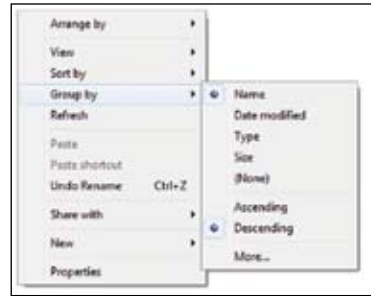 Arrange by
View
Sort by
Group by
Refresh
Paste
Paste shortcut
Undo Rename Ctrl+Z
Share with
New
Properties
Name
Date modified
Type
Size
(None)
Ascending
Descending
More...